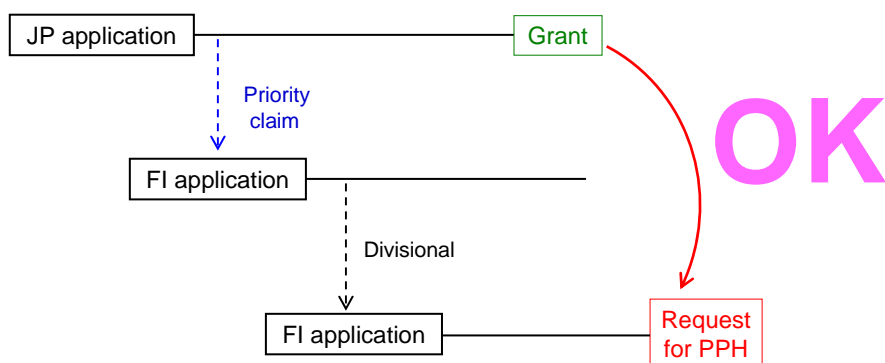 JP application
Grant
Priority
claim
OK
FI application
Divisional
FI application
Request
for PPH